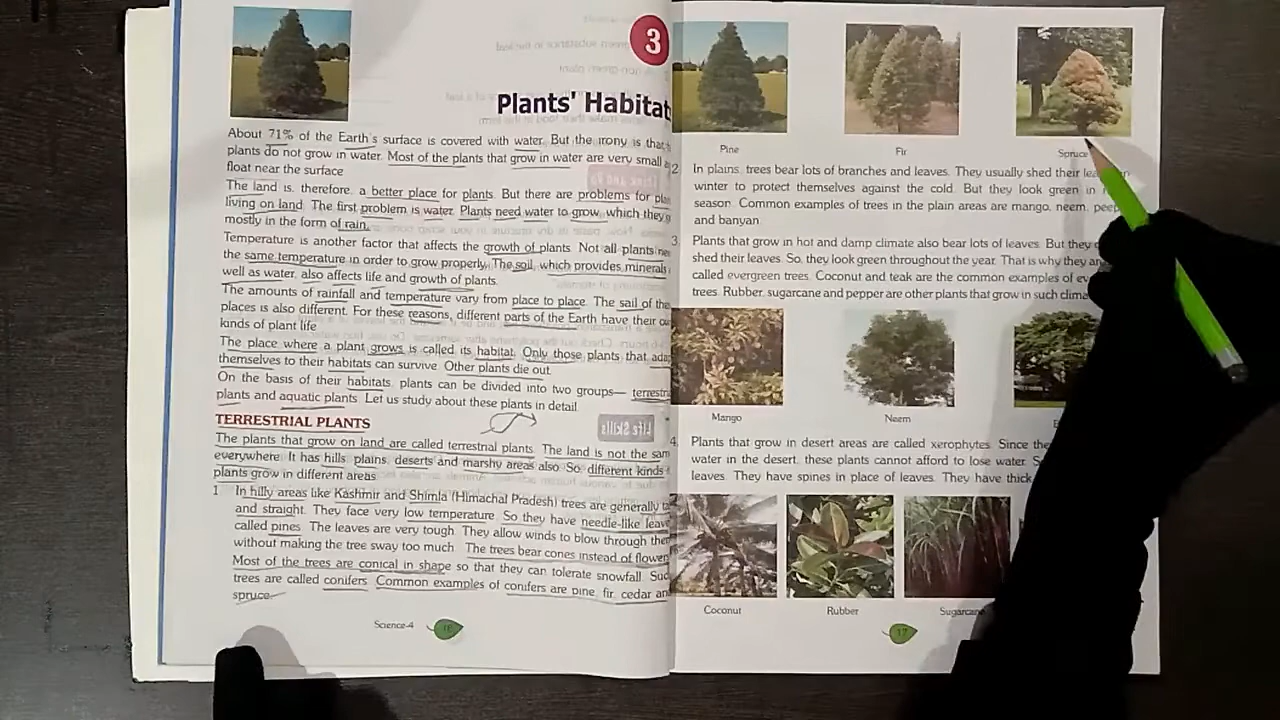 3
Plants' Habitat
About 71% of the Earth's surface is covered with water. But the irony is that
plants do not grow in water. Most of the plants that grow in water are very small
float near the surface
The land is, therefore, a better place for plants. But there are problems for
living on land. The first problem is water. Plants need water to grow, which they
mostly in the form of rain.
Temperature is another factor that affects the growth of plants. Not all plants
the same temperature in order to grow properly. The soil, which provides minerals
well as water, also affects life and growth of plants.
The amounts of rainfall and temperature vary from place to place. The sail of the
places is also different. For these reasons, different parts of the Earth have their
kinds of plant life
The place where a plant grows is called its habitat. Only those plants that
themselves to their habitats can survive. Other plants die out.
On the basis of their habitats, plants can be divided into two groups—
plants and aquatic plants. Let us study about these plants in detail.
TERRESTRIAL PLANTS
Life Skills
The plants that grow on land are called terrestrial plants. The land is not the
everywhere. It has hills, plains, deserts and marshy areas also. So, different kinds
plants grow in different areas.
1 In hilly areas like Kashmir and Shimla (Himachal Pradesh) trees are generally
and straight. They face very low temperature. So they have needle-like
called pines. The leaves are very tough. They allow winds to blow through
without making the tree sway too much. The trees bear cones instead of
Most of the trees are conical in shape so that they can tolerate snowfall.
trees are called conifers. Common examples of conifers are pine, fir, cedar
spruce.
Science-4
16
Pine
Fir
Spruce
2. In plains, trees bear lots of branches and leaves. They usually shed their
winter to protect themselves against the cold. But they look green in
season. Common examples of trees in the plain areas are mango, neem,
and banyan.
3. Plants that grow in hot and damp climate also bear lots of leaves. But they
shed their leaves. So, they look green throughout the year. That is why they
called evergreen trees. Coconut and teak are the common examples of
trees. Rubber, sugarcane and pepper are other plants that grow in such
Mango
Neem
4. Plants that grow in desert areas are called xerophytes. Since
water in the desert, these plants cannot afford to lose water.
leaves. They have spines in place of leaves. They have thick
Coconut
Rubber
Sugarcane
17